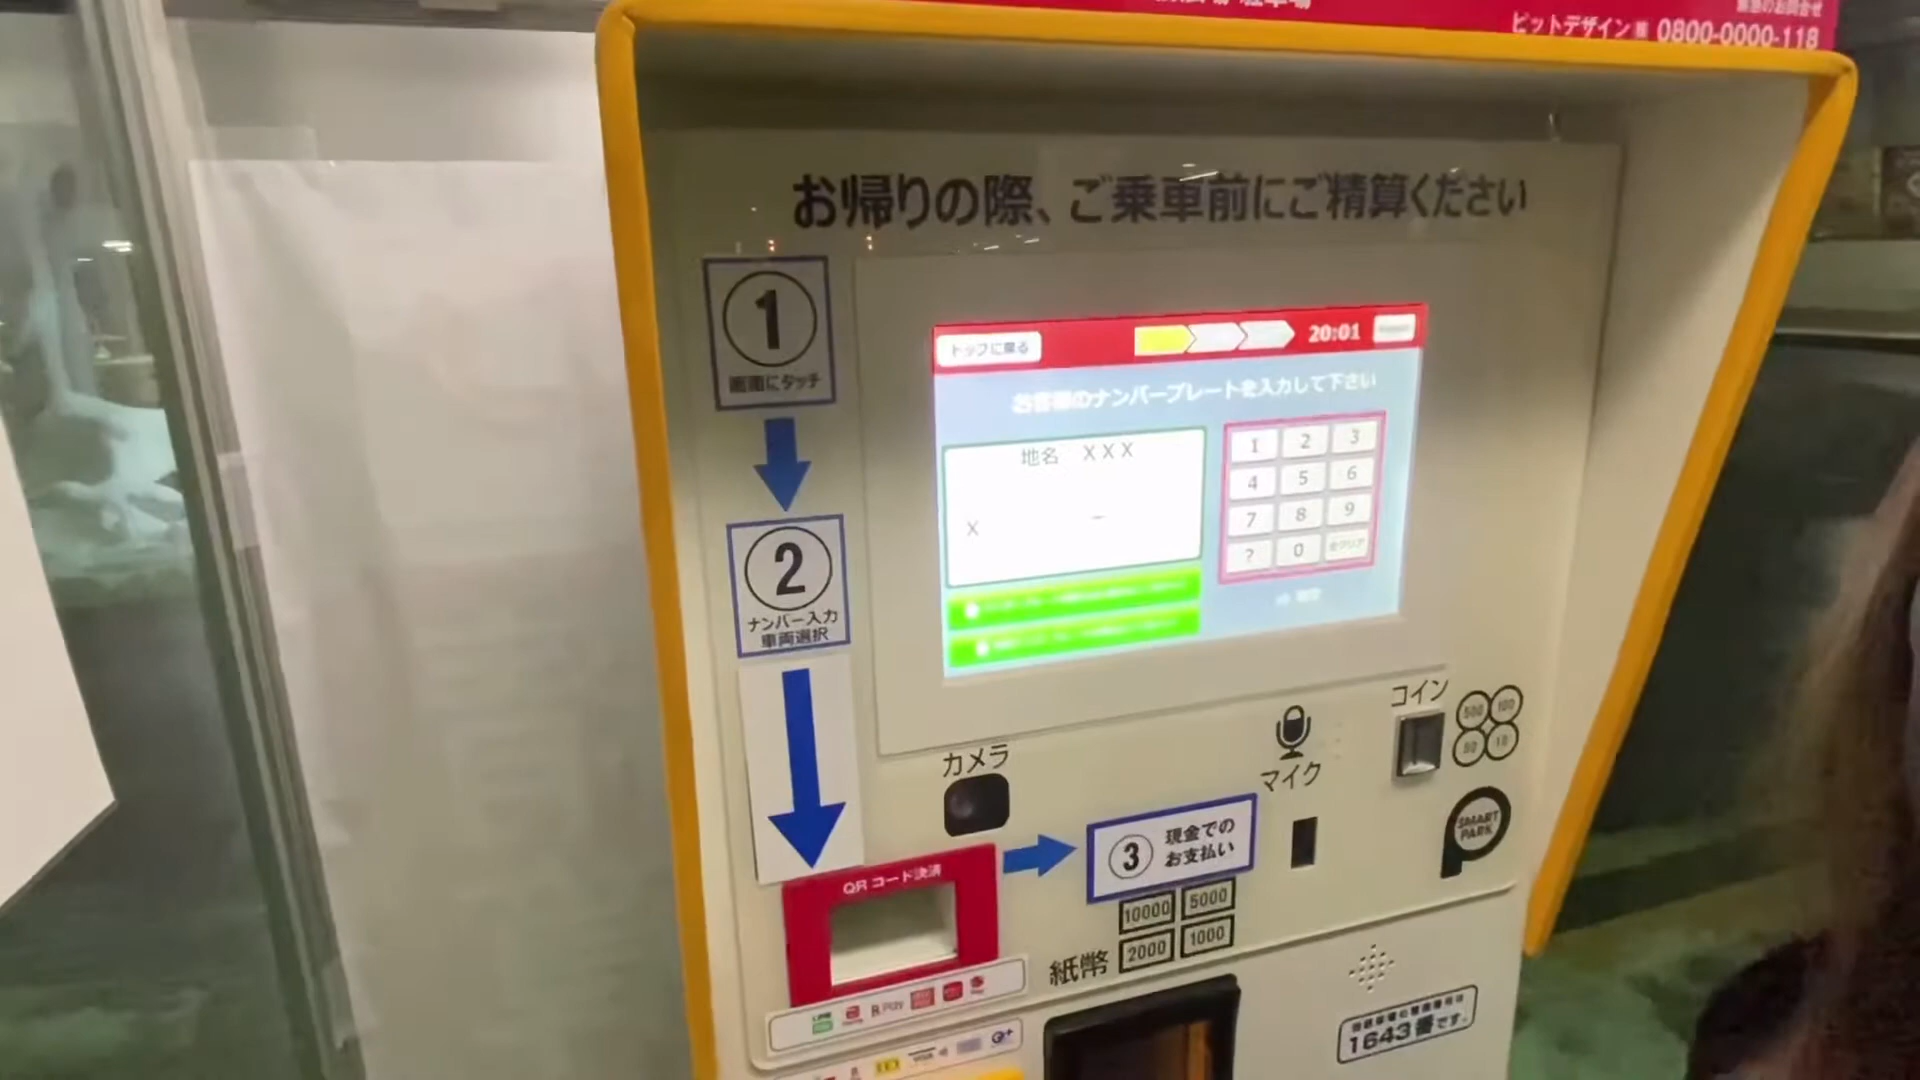 ピットデザイン㈱ 0800-0000-118
お帰りの際、ご乗車前にご精算ください
1
画面にタッチ
トップに戻る
20:01
お客様のナンバープレートを入力して下さい
地名 XXX
X
1 2 3
4 5 6
7 8 9
? 0 全クリア
2
ナンバー入力
車両選択
カメラ
マイク
コイン
500 100
50 10
SMART
PARK
3 現金での
お支払い
QRコード決済
10000 5000
2000 1000
紙幣
LINE
R Pay
VISA
1643番です。